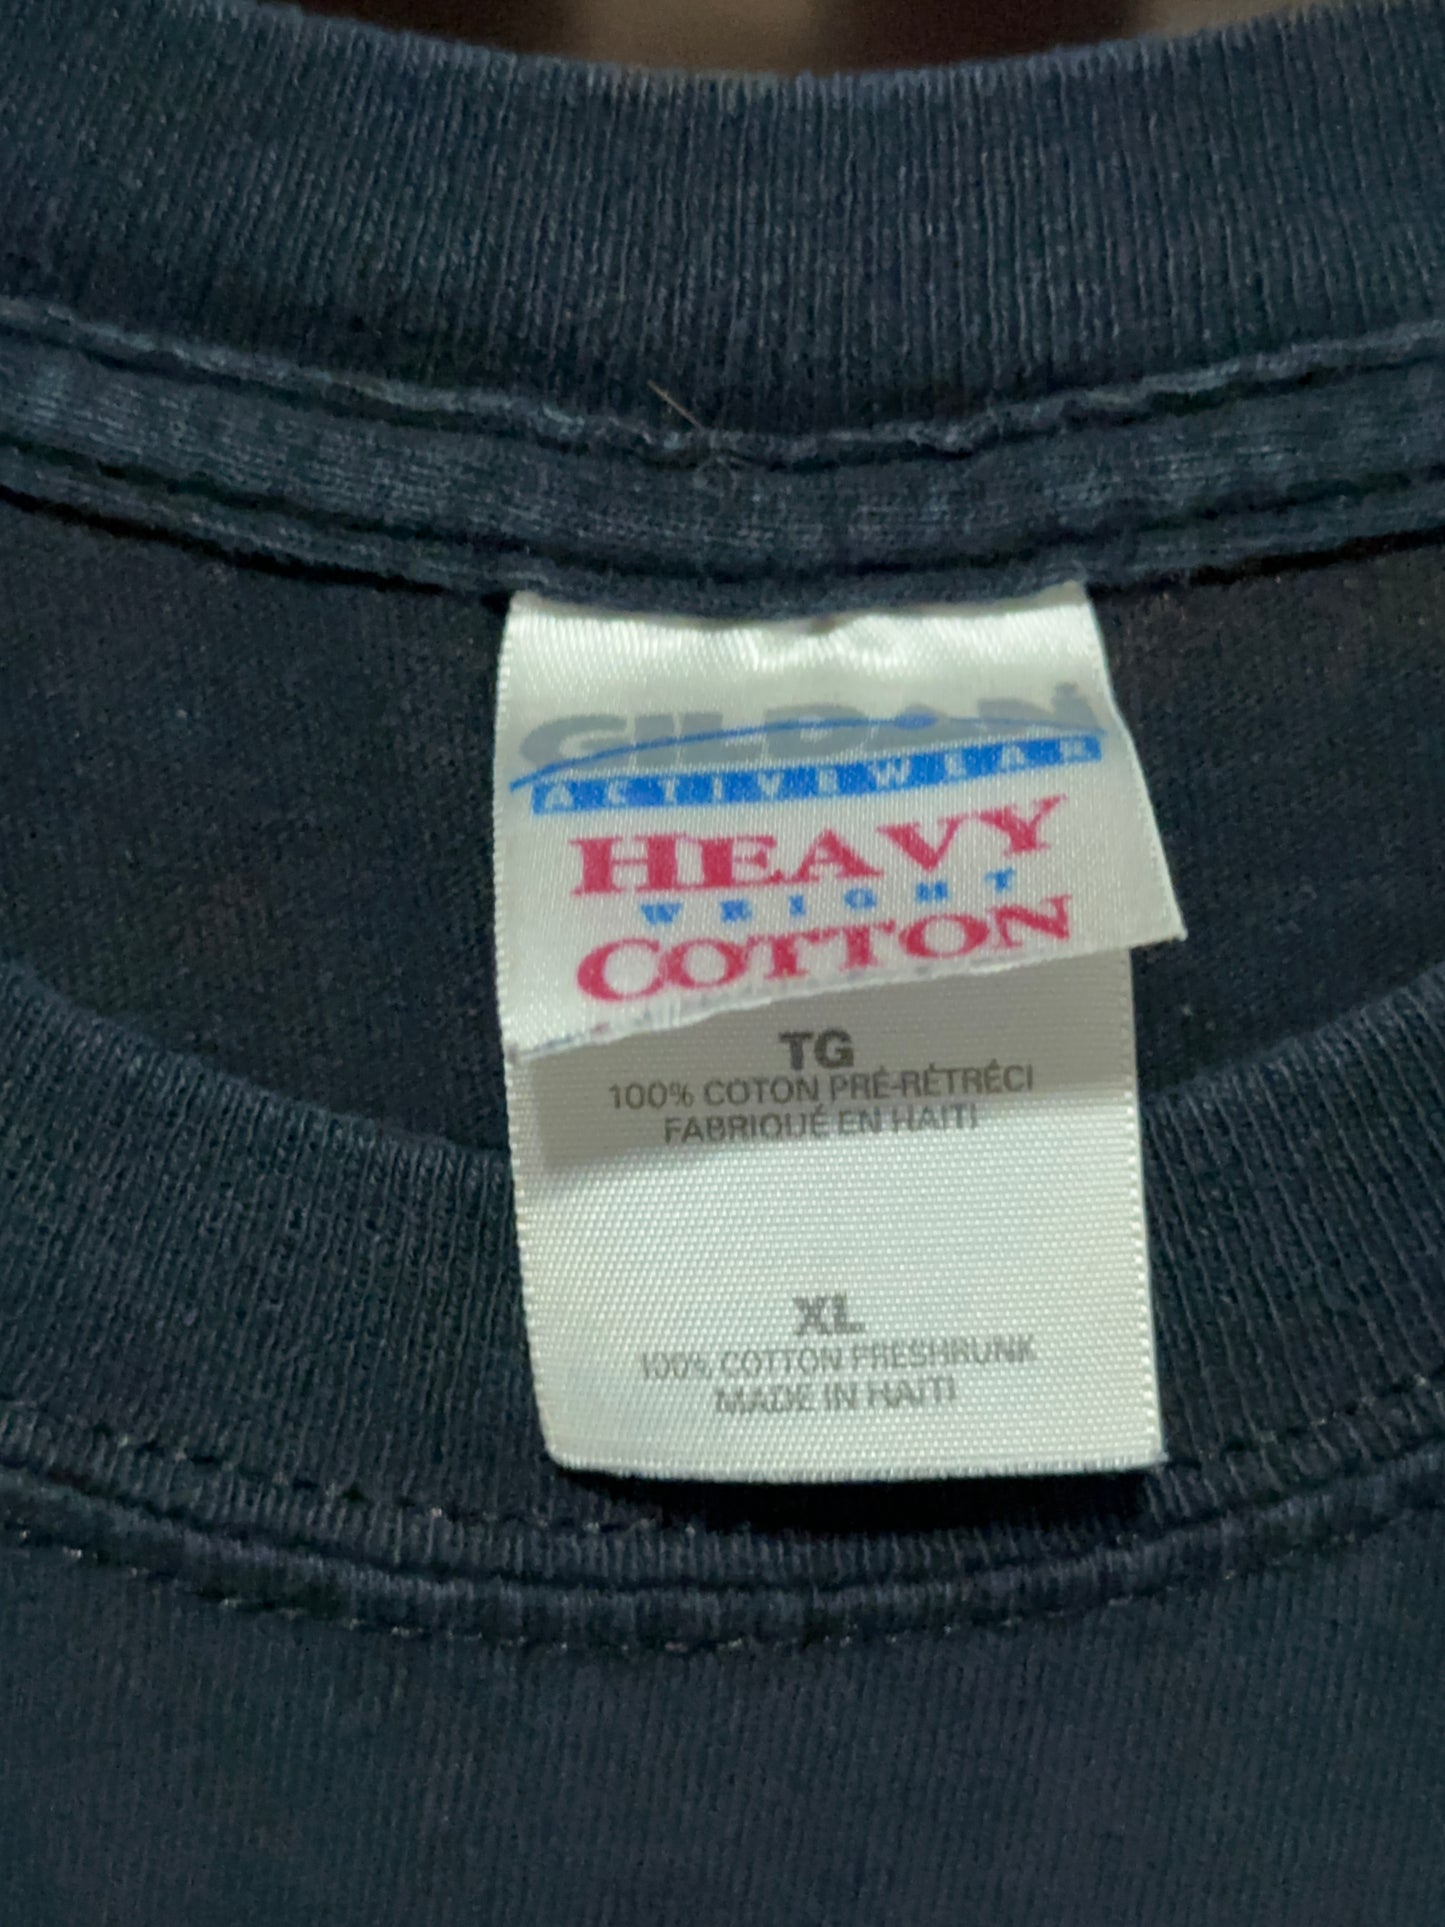 GILDAN
ACTIVEWEAR
HEAVY
WEIGHT
COTTON
TG
100% COTON PRÉ-RÉTRÉCI
FABRIQUÉ EN HAITI
XL
100% COTTON PRESHRUNK
MADE IN HAITI